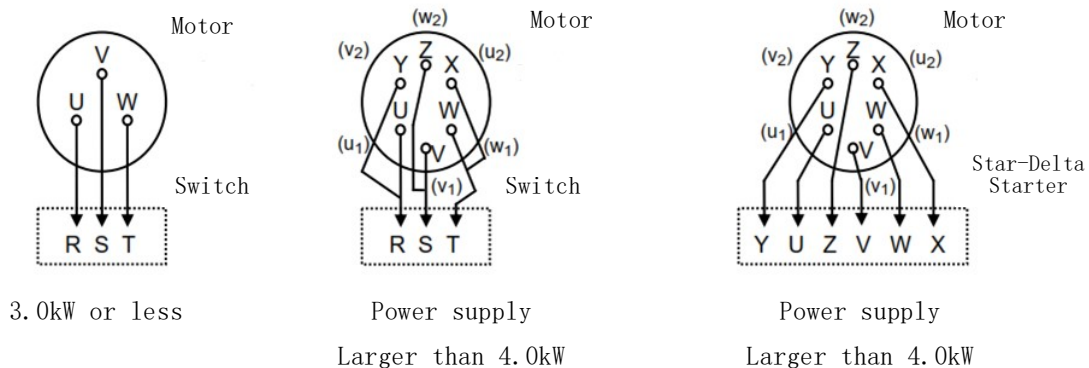 Motor
V
U W
Switch
R S T
3.0kW or less
(w2)
Motor
(v2) Z (u2)
Y X
U W
(u1) V (w1)
(v1)
Switch
R S T
Power supply
Larger than 4.0kW
(w2)
Motor
(v2) Z (u2)
Y X
U W
(u1) V (w1)
(v1)
Star-Delta
Starter
Y U Z V W X
Power supply
Larger than 4.0kW